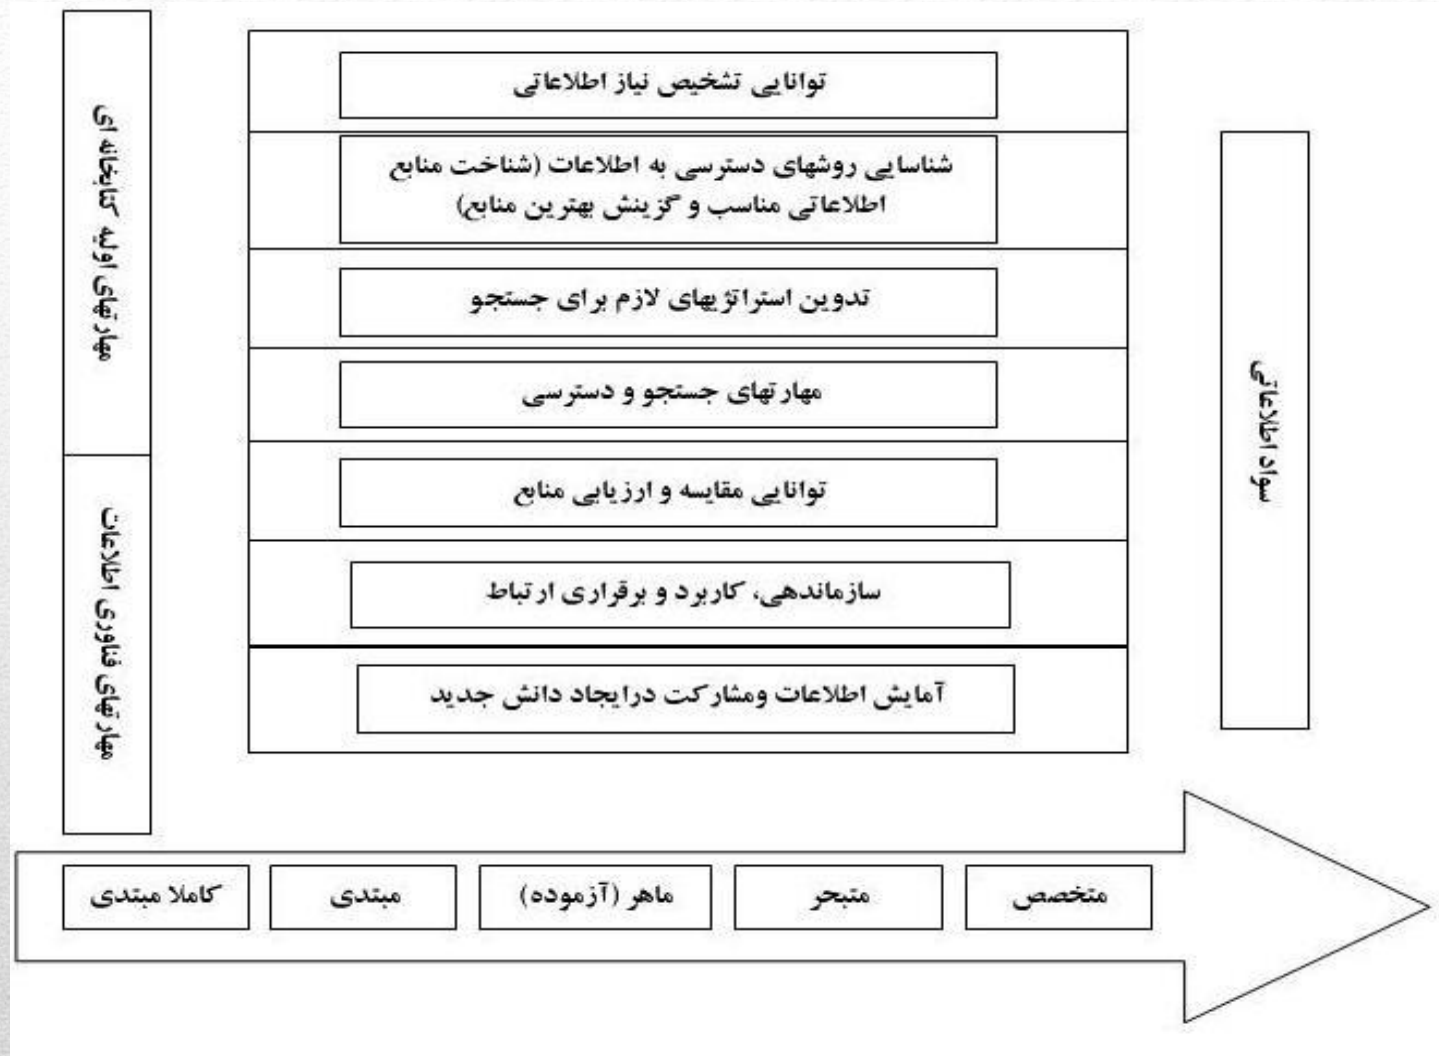 مهارتهای اولیه کتابخانه ای
مهارتهای فناوری اطلاعات
توانایی تشخیص نیاز اطلاعاتی
شناسایی روشهای دسترسی به اطلاعات (شناخت منابع
اطلاعاتی مناسب و گزینش بهترین منابع)
تدوین استراتژیهای لازم برای جستجو
مهارتهای جستجو و دسترسی
توانایی مقایسه و ارزیابی منابع
سازماندهی، کاربرد و برقراری ارتباط
آمایش اطلاعات ومشارکت درایجاد دانش جدید
سواد اطلاعاتی
کاملا مبتدی
مبتدی
ماهر (آزموده)
متبحر
متخصص